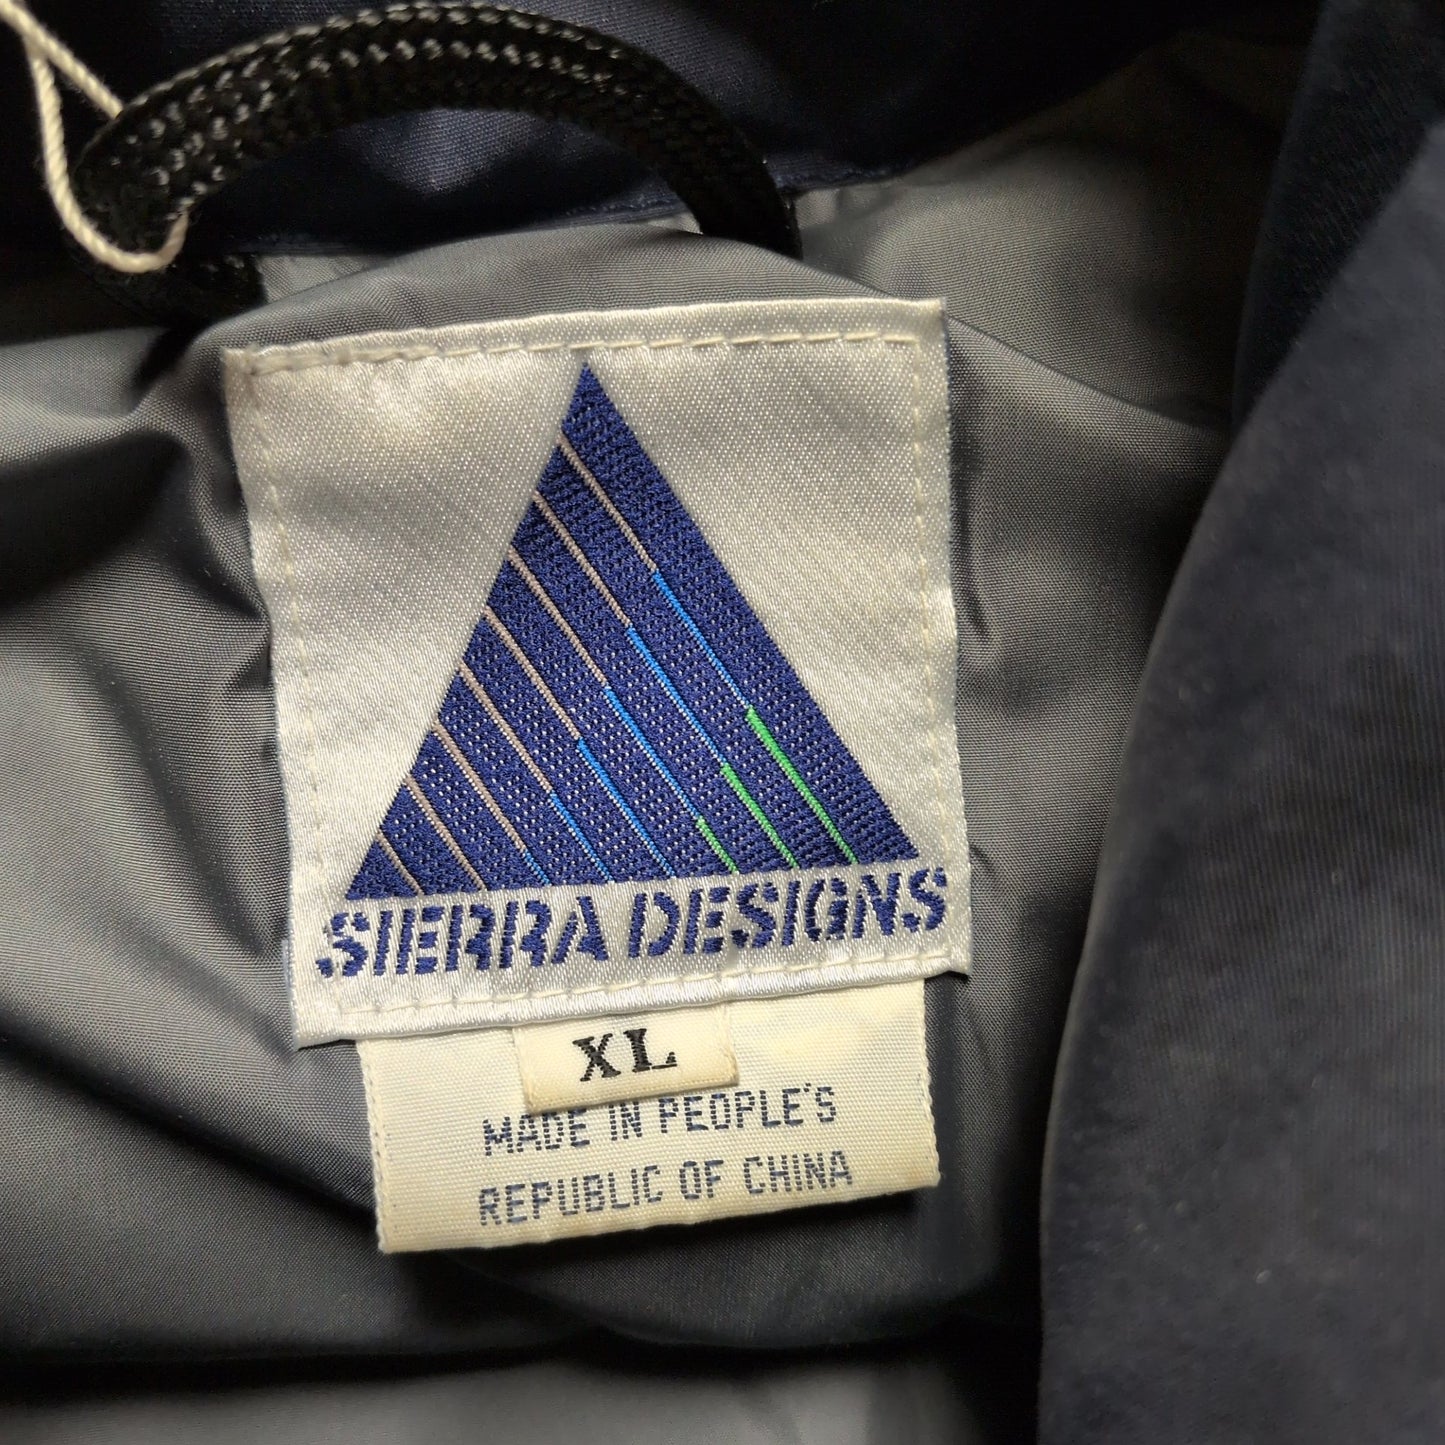 SIERRA DESIGNS
XL
MADE IN PEOPLE'S
REPUBLIC OF CHINA